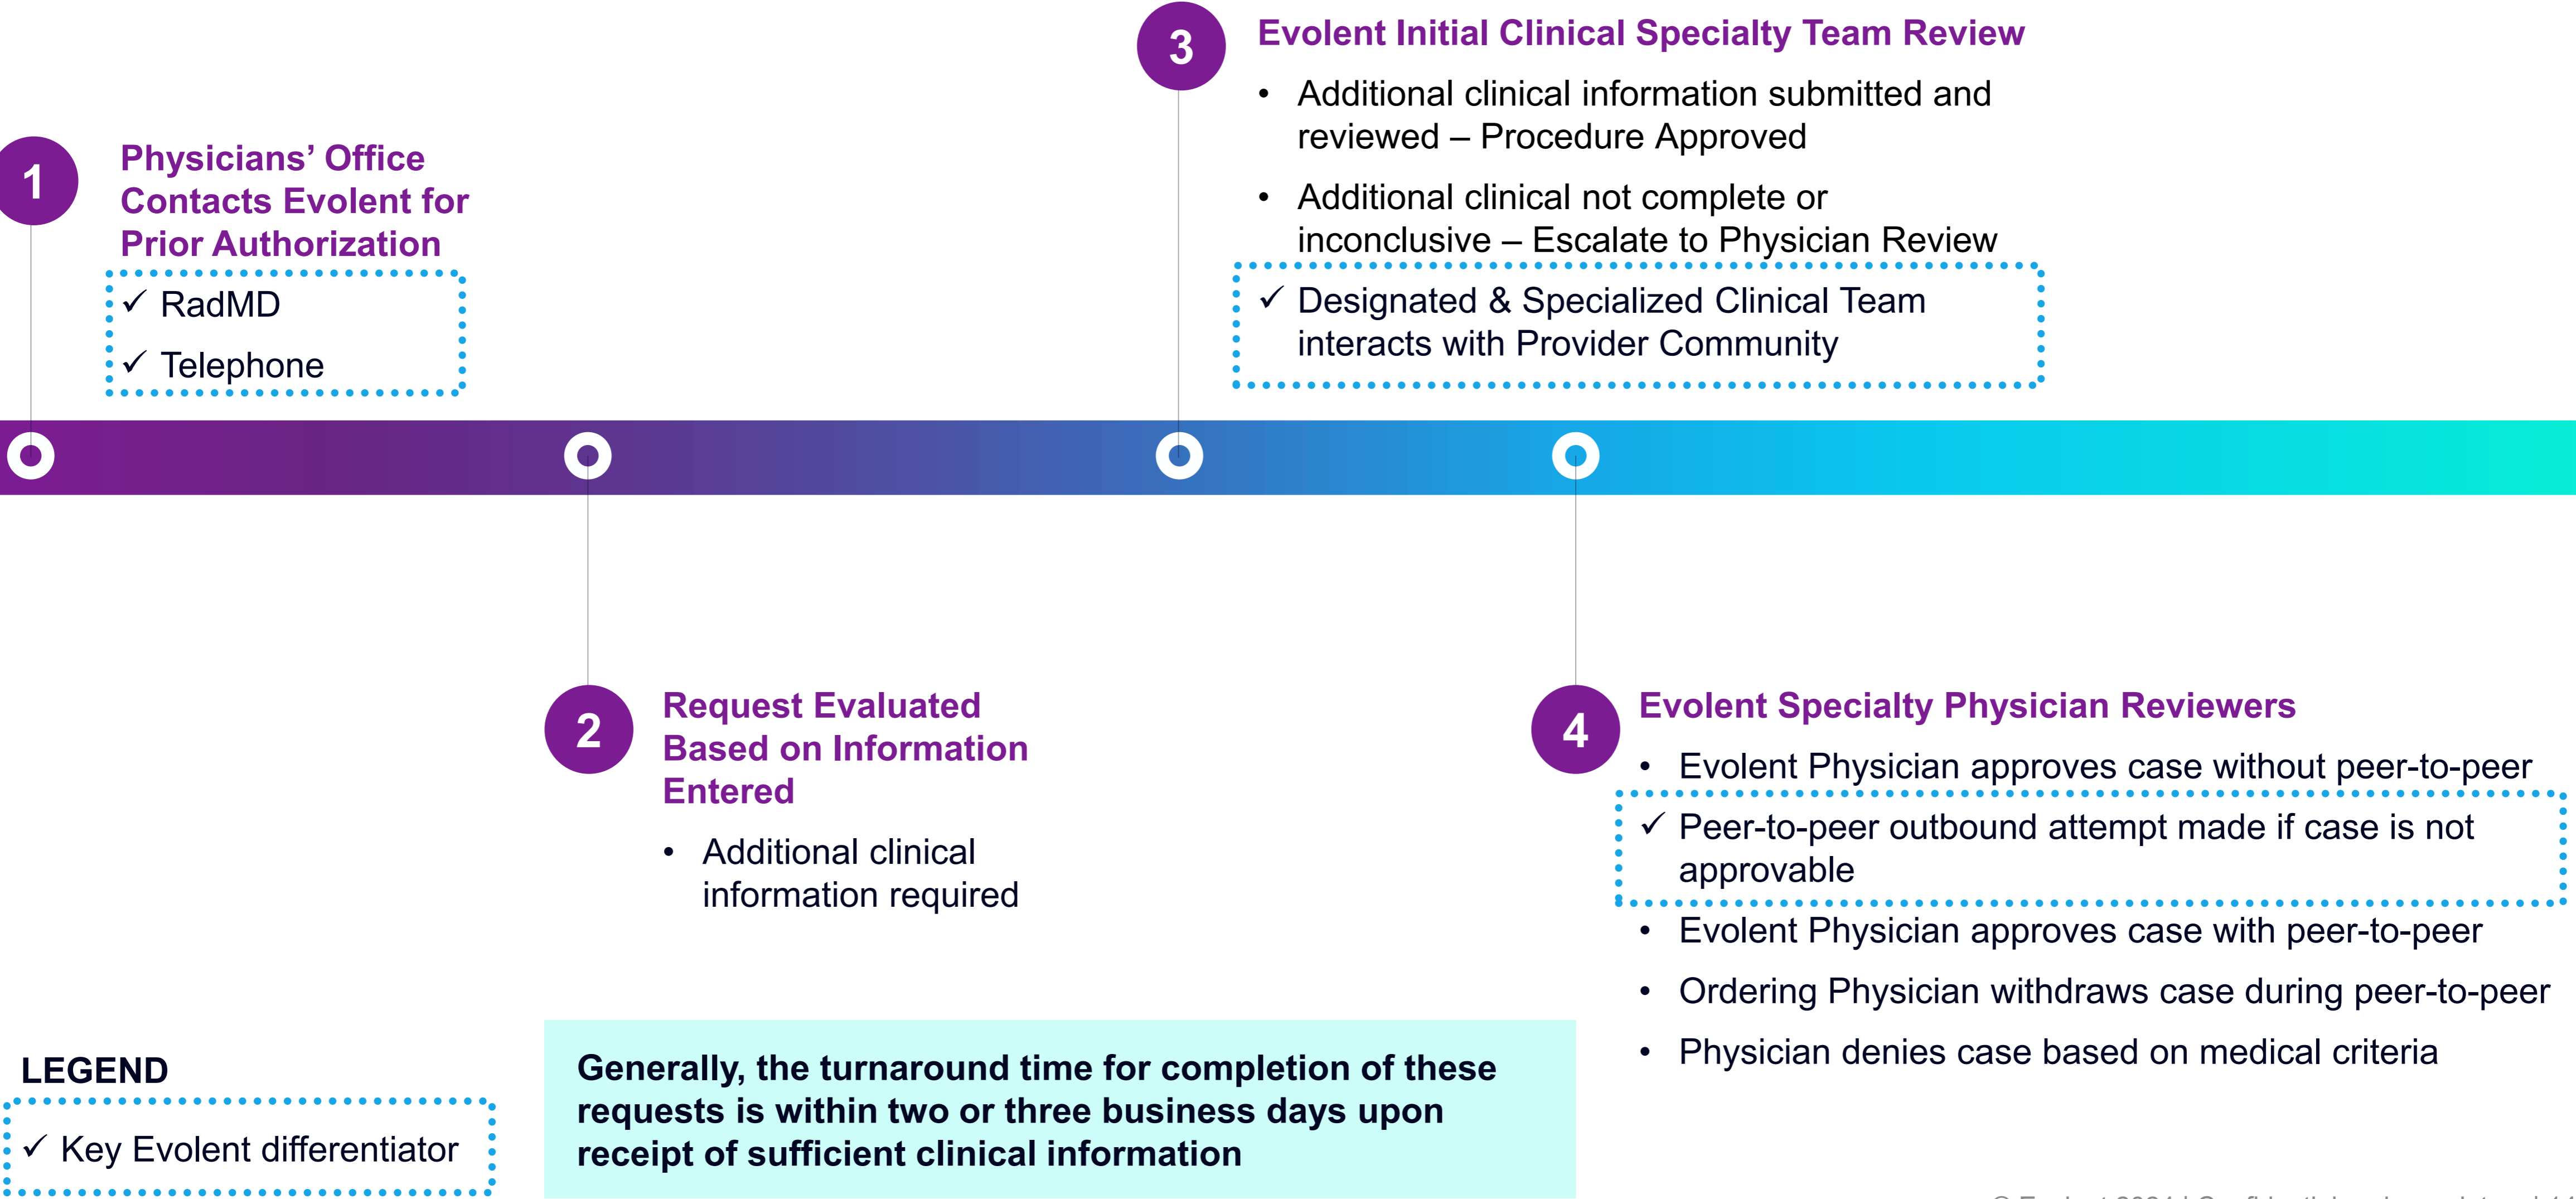 1
Physicians’ Office
Contacts Evolent for
Prior Authorization
✓ RadMD
✓ Telephone
2
Request Evaluated
Based on Information
Entered
• Additional clinical
information required
3
Evolent Initial Clinical Specialty Team Review
• Additional clinical information submitted and
reviewed – Procedure Approved
• Additional clinical not complete or
inconclusive – Escalate to Physician Review
✓ Designated & Specialized Clinical Team
interacts with Provider Community
4
Evolent Specialty Physician Reviewers
• Evolent Physician approves case without peer-to-peer
✓ Peer-to-peer outbound attempt made if case is not
approvable
• Evolent Physician approves case with peer-to-peer
• Ordering Physician withdraws case during peer-to-peer
• Physician denies case based on medical criteria
LEGEND
✓ Key Evolent differentiator
Generally, the turnaround time for completion of these
requests is within two or three business days upon
receipt of sufficient clinical information